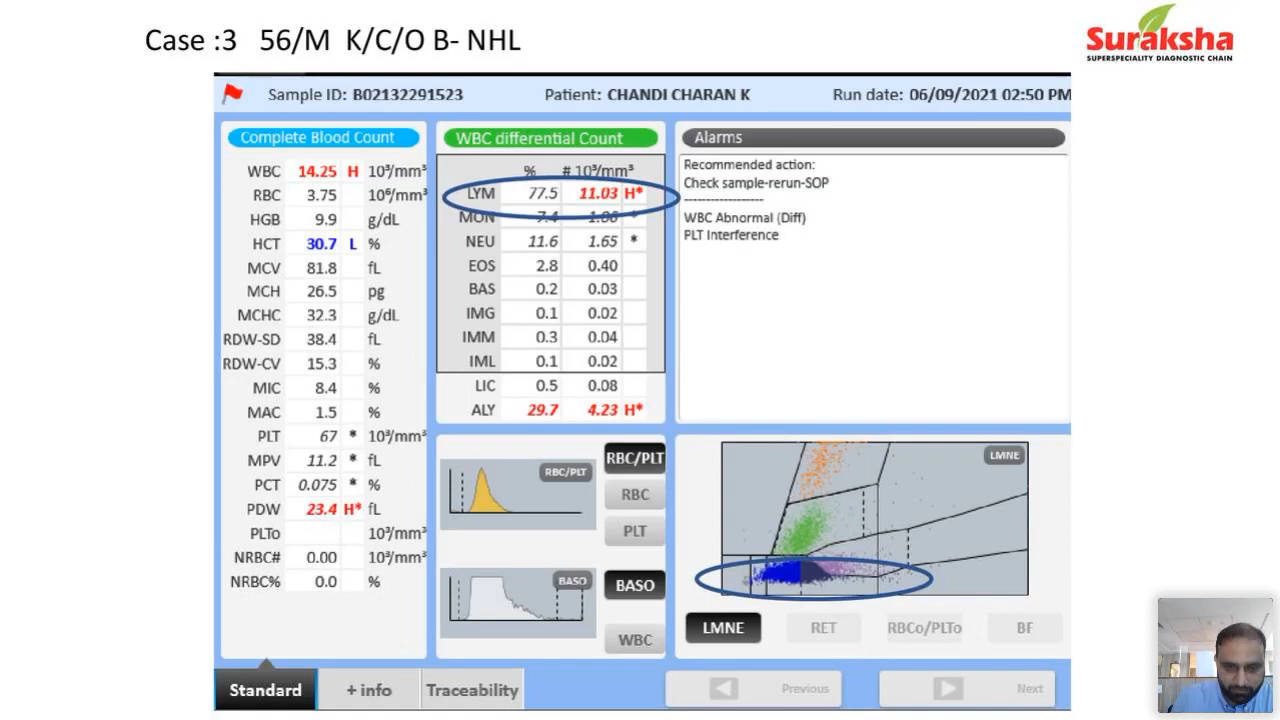 Case :3 56/M K/C/O B- NHL
Suraksha
SUPERSPECIALITY DIAGNOSTIC CHAIN
Sample ID: B02132291523 Patient: CHANDI CHARAN K Run date: 06/09/2021 02:50 PM
Complete Blood Count
WBC 14.25 H 10³/mm³
RBC 3.75 10⁶/mm³
HGB 9.9 g/dL
HCT 30.7 L %
MCV 81.8 fL
MCH 26.5 pg
MCHC 32.3 g/dL
RDW-SD 38.4 fL
RDW-CV 15.3 %
MIC 8.4 %
MAC 1.5 %
PLT 67 * 10³/mm³
MPV 11.2 * fL
PCT 0.075 * %
PDW 23.4 H* fL
PLTo 10³/mm³
NRBC# 0.00 10³/mm³
NRBC% 0.0 %
WBC differential Count
% # 10³/mm³
LYM 77.5 11.03 H*
MON 7.4 1.06 *
NEU 11.6 1.65 *
EOS 2.8 0.40
BAS 0.2 0.03
IMG 0.1 0.02
IMM 0.3 0.04
IML 0.1 0.02
LIC 0.5 0.08
ALY 29.7 4.23 H*
Alarms
Recommended action:
Check sample-rerun-SOP
------------------
WBC Abnormal (Diff)
PLT Interference
RBC/PLT
RBC/PLT
RBC
PLT
BASO
BASO
WBC
LMNE
LMNE RET RBCo/PLTo BF
Standard + info Traceability
Previous Next